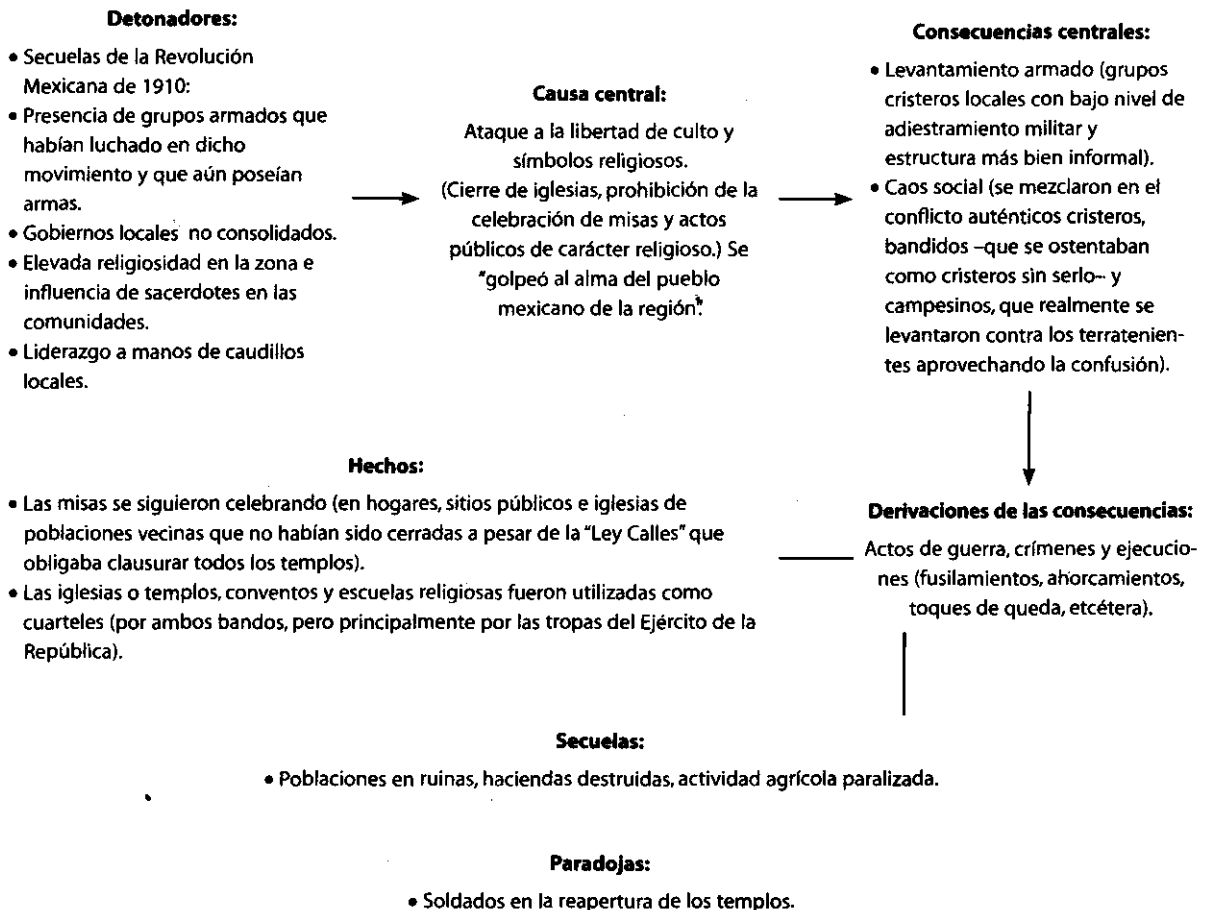 Detonadores:
• Secuelas de la Revolución
Mexicana de 1910:
• Presencia de grupos armados que
habían luchado en dicho
movimiento y que aún poseían
armas.
• Gobiernos locales no consolidados.
• Elevada religiosidad en la zona e
influencia de sacerdotes en las
comunidades.
• Liderazgo a manos de caudillos
locales.
Causa central:
Ataque a la libertad de culto y
símbolos religiosos.
(Cierre de iglesias, prohibición de la
celebración de misas y actos
públicos de carácter religioso.) Se
"golpeó al alma del pueblo
mexicano de la región".
Consecuencias centrales:
• Levantamiento armado (grupos
cristeros locales con bajo nivel de
adiestramiento militar y
estructura más bien informal).
• Caos social (se mezclaron en el
conflicto auténticos cristeros,
bandidos –que se ostentaban
como cristeros sin serlo– y
campesinos, que realmente se
levantaron contra los terratenien-
tes aprovechando la confusión).
Hechos:
• Las misas se siguieron celebrando (en hogares, sitios públicos e iglesias de
poblaciones vecinas que no habían sido cerradas a pesar de la "Ley Calles" que
obligaba clausurar todos los templos).
• Las iglesias o templos, conventos y escuelas religiosas fueron utilizadas como
cuarteles (por ambos bandos, pero principalmente por las tropas del Ejército de la
República).
Derivaciones de las consecuencias:
Actos de guerra, crímenes y ejecucio-
nes (fusilamientos, ahorcamientos,
toques de queda, etcétera).
Secuelas:
• Poblaciones en ruinas, haciendas destruidas, actividad agrícola paralizada.
Paradojas:
• Soldados en la reapertura de los templos.